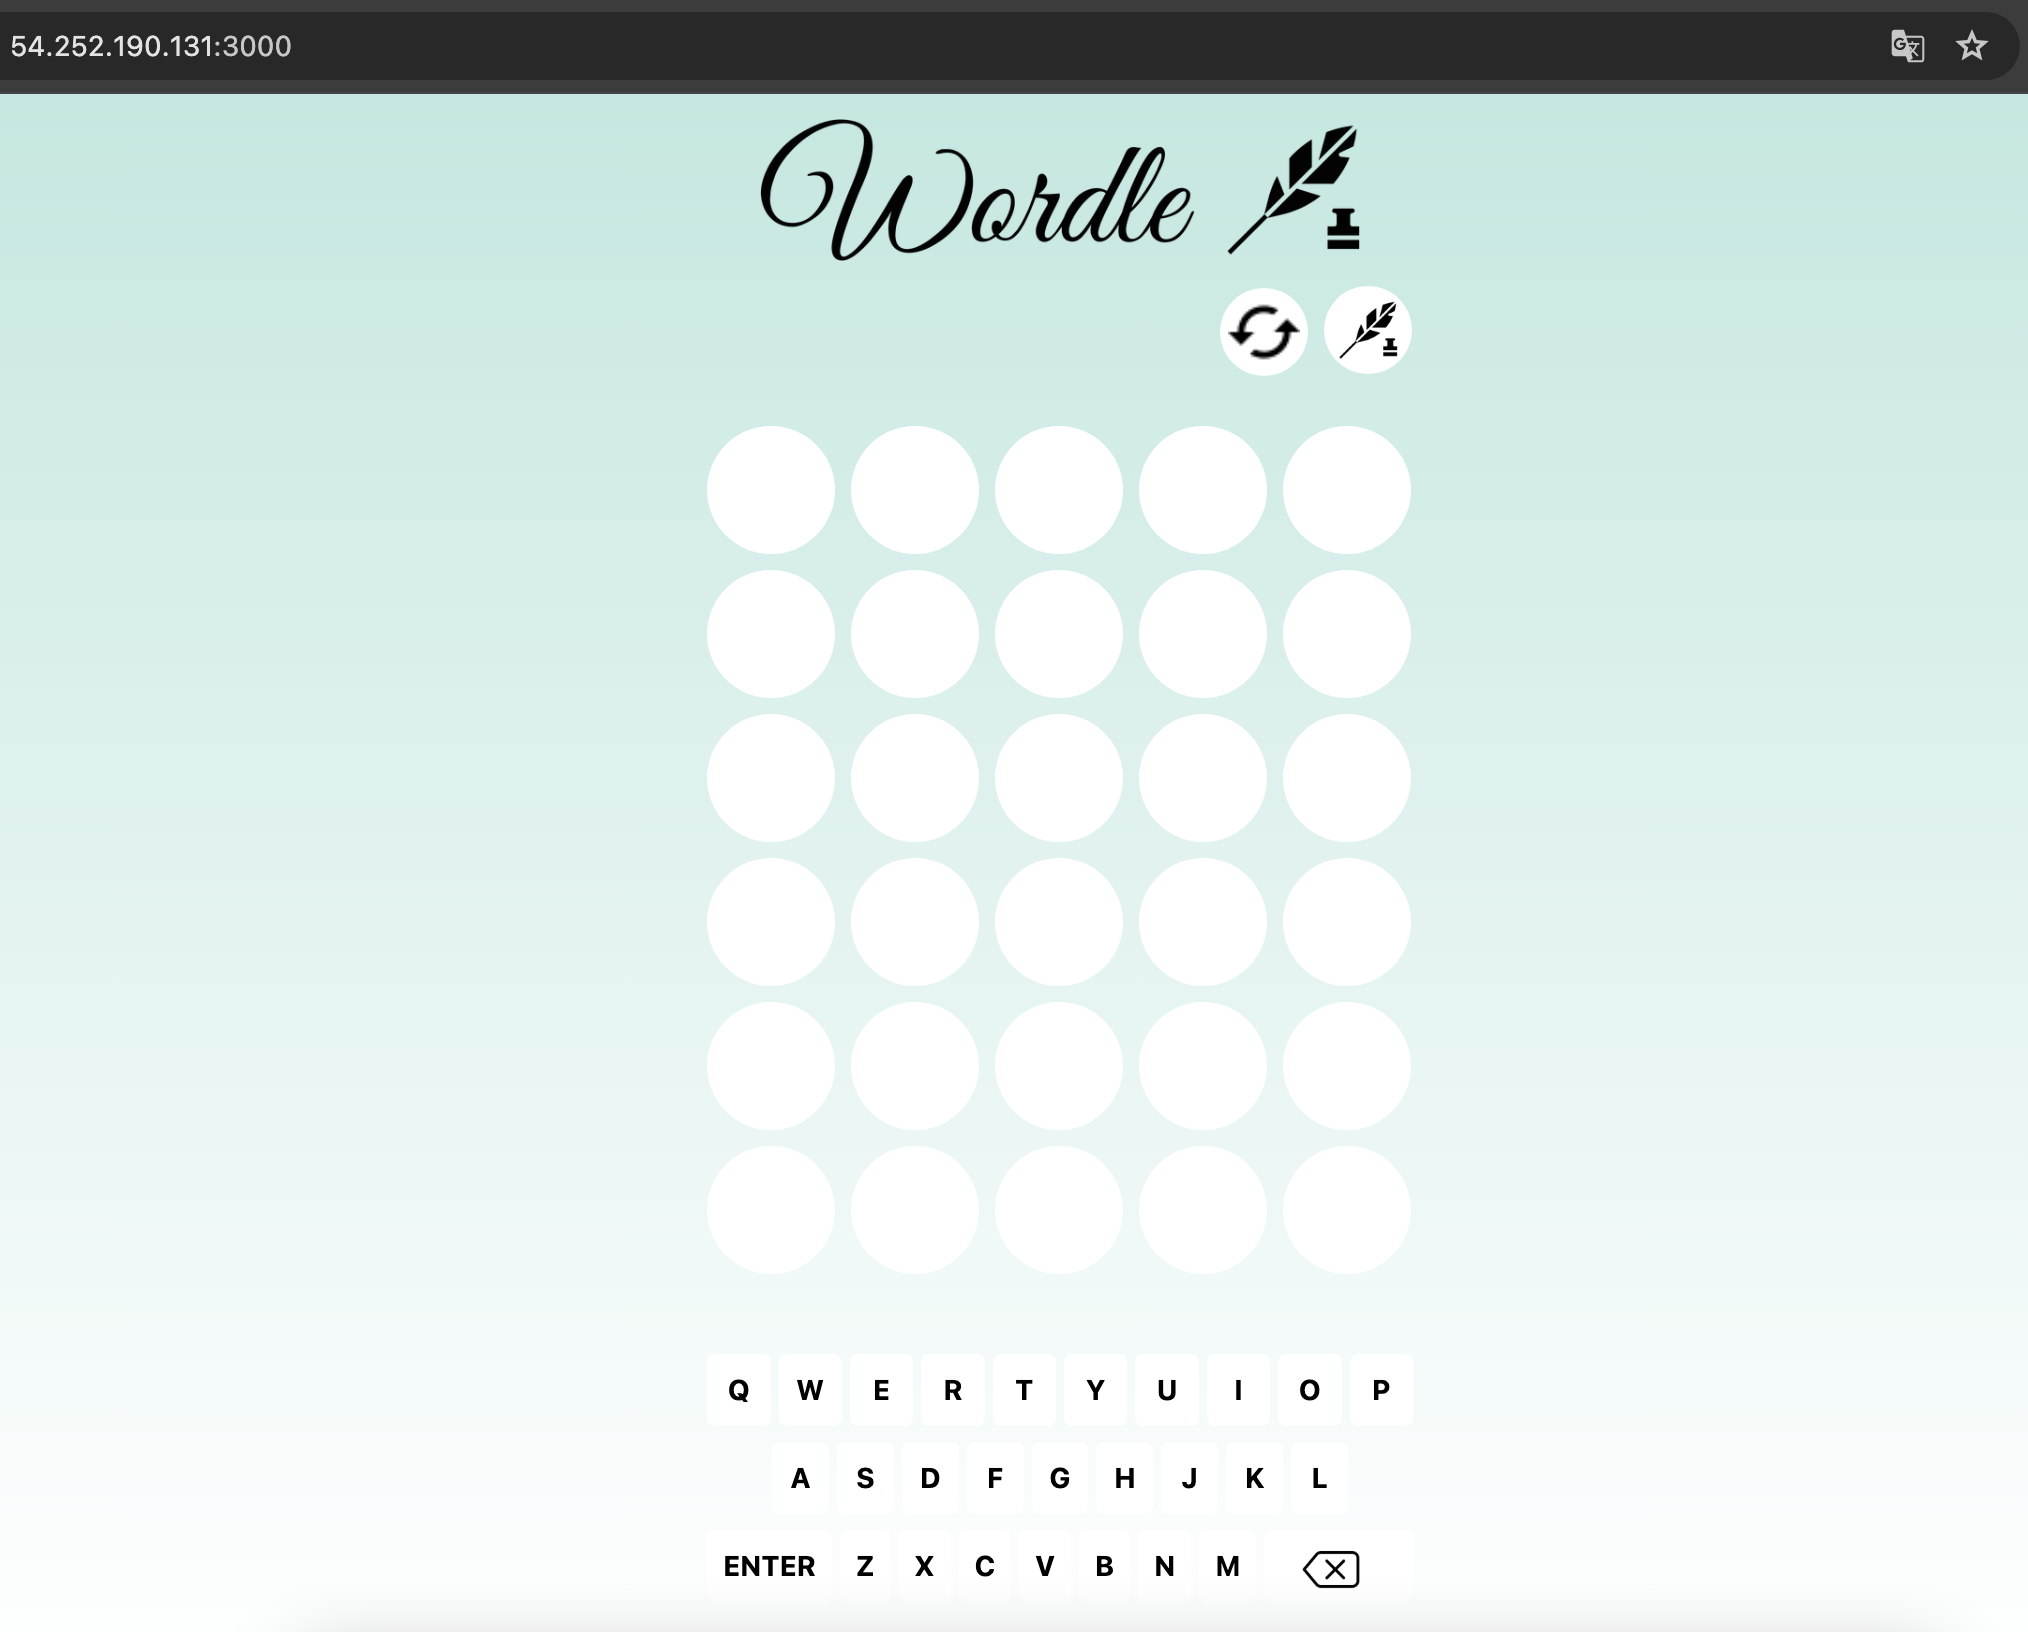 54.252.190.131:3000
Wordle
Q W E R T Y U I O P
A S D F G H J K L
ENTER Z X C V B N M